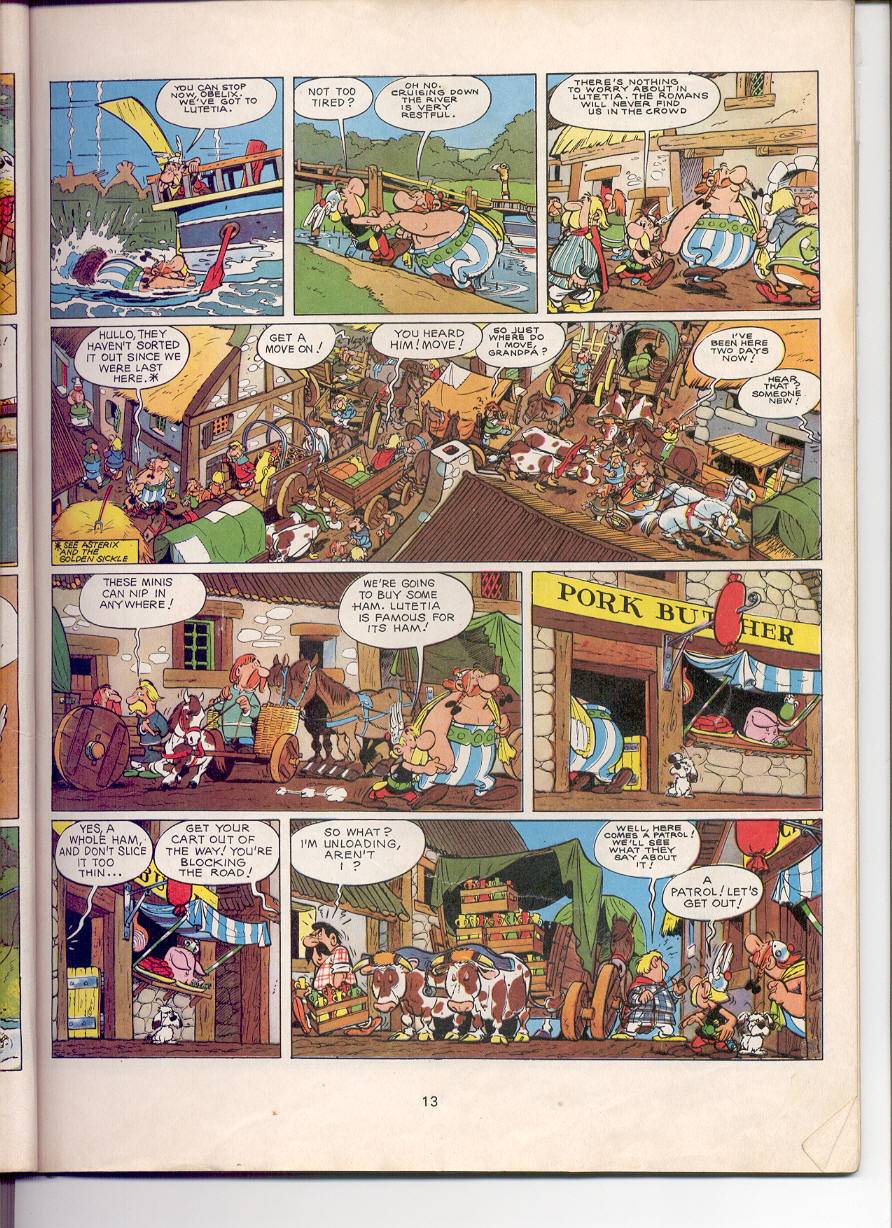 YOU CAN STOP
NOW, OBELIX.
WE'VE GOT TO
LUTETIA.
NOT TOO
TIRED?
OH NO.
CRUISING DOWN
THE RIVER
IS VERY
RESTFUL.
THERE'S NOTHING
TO WORRY ABOUT IN
LUTETIA. THE ROMANS
WILL NEVER FIND
US IN THE CROWD
HULLO, THEY
HAVEN'T SORTED
IT OUT SINCE WE
WERE LAST
HERE.*
GET A
MOVE ON!
YOU HEARD
HIM! MOVE!
SO JUST
WHERE DO
I MOVE,
GRANDPA?
I'VE
BEEN HERE
TWO DAYS
NOW!
HEAR
THAT?
SOMEONE
NEW!
*SEE ASTERIX
AND THE
GOLDEN SICKLE
THESE MINIS
CAN NIP IN
ANYWHERE!
WE'RE GOING
TO BUY SOME
HAM. LUTETIA
IS FAMOUS FOR
ITS HAM!
PORK BU HER
YES, A
WHOLE HAM,
AND DON'T SLICE
IT TOO
THIN...
GET YOUR
CART OUT OF
THE WAY! YOU'RE
BLOCKING
THE ROAD!
SO WHAT?
I'M UNLOADING,
AREN'T
I?
WELL, HERE
COMES A PATROL!
WE'LL SEE
WHAT THEY
SAY ABOUT
IT!
A
PATROL! LET'S
GET OUT!
13